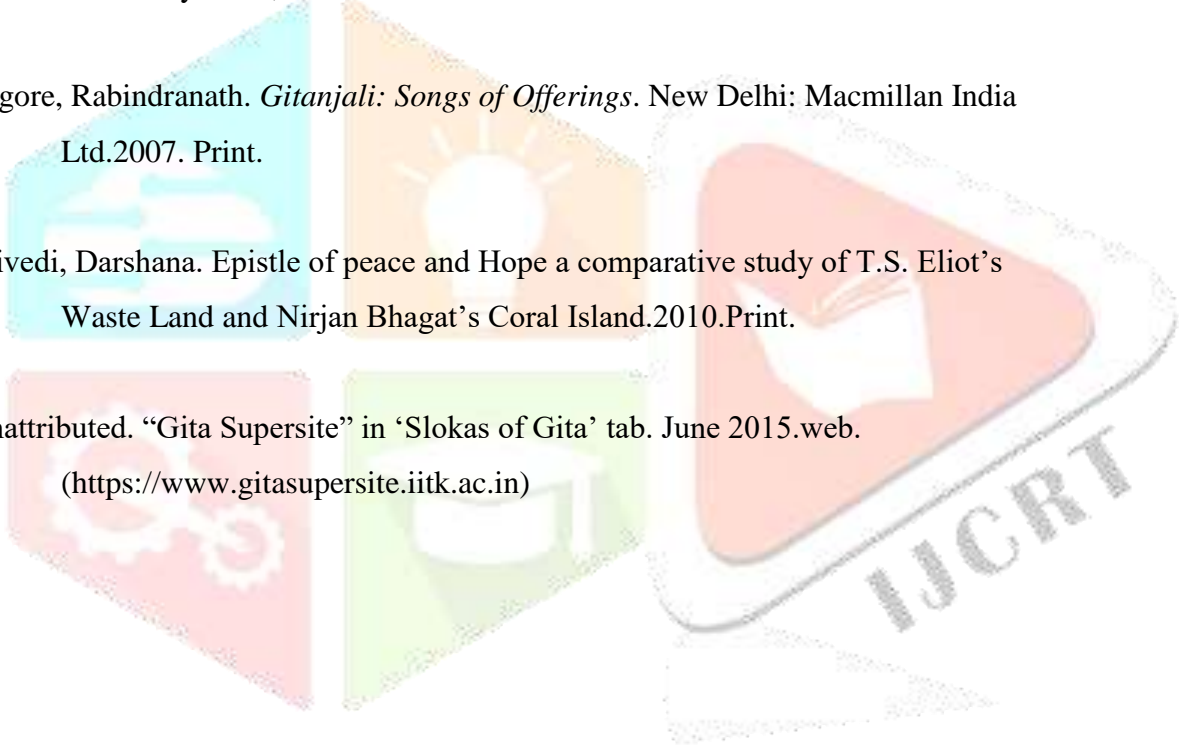 gore, Rabindranath. Gitanjali: Songs of Offerings. New Delhi: Macmillan India
Ltd.2007. Print.
ivedi, Darshana. Epistle of peace and Hope a comparative study of T.S. Eliot’s
Waste Land and Nirjan Bhagat’s Coral Island.2010.Print.
nattributed. “Gita Supersite” in ‘Slokas of Gita’ tab. June 2015.web.
(https://www.gitasupersite.iitk.ac.in)
IJCRT